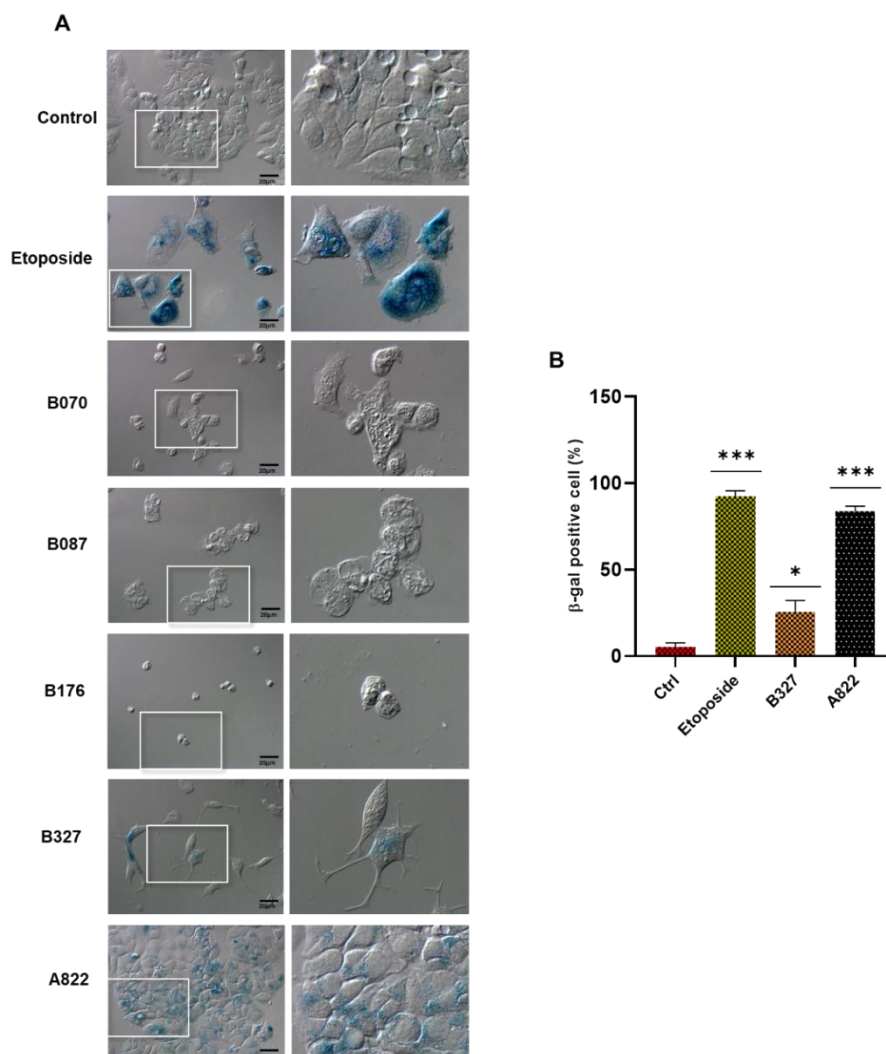 A
Control
20µm
Etoposide
20µm
B070
20µm
B087
20µm
B176
20µm
B327
20µm
A822
B
β-gal positive cell (%)
150
100
50
0
***
*
***
Ctrl
Etoposide
B327
A822